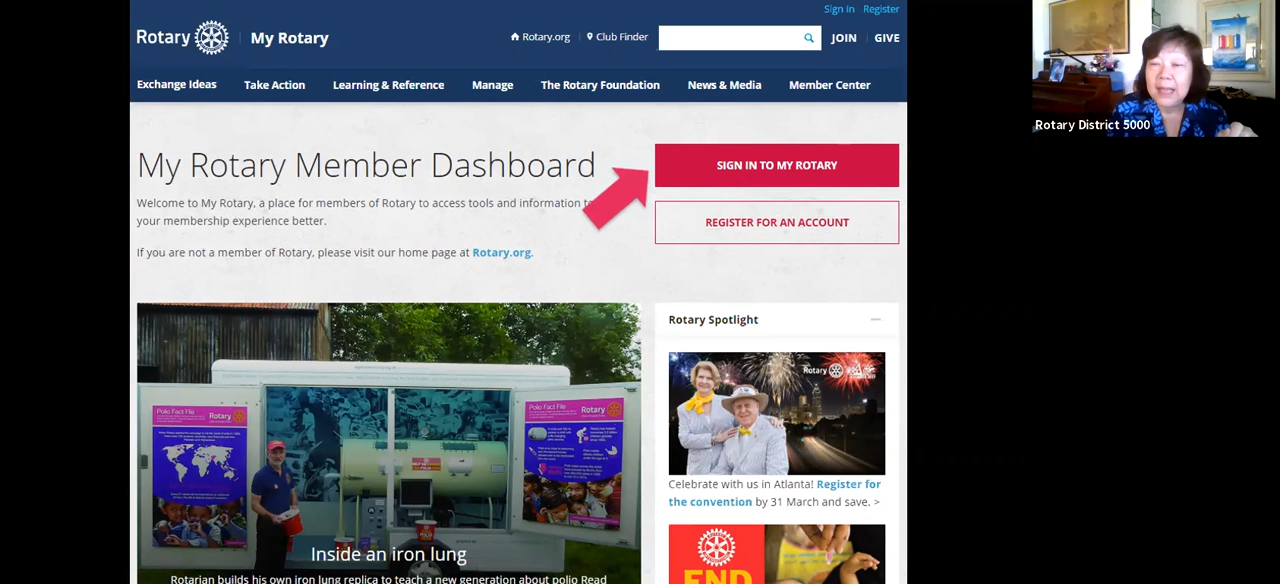 Sign In Register
Rotary My Rotary
Rotary.org Club Finder JOIN GIVE
Exchange Ideas Take Action Learning & Reference Manage The Rotary Foundation News & Media Member Center
My Rotary Member Dashboard
Welcome to My Rotary, a place for members of Rotary to access tools and information
your membership experience better.
If you are not a member of Rotary, please visit our home page at Rotary.org.
SIGN IN TO MY ROTARY
REGISTER FOR AN ACCOUNT
Polio Fact File
Rotary
Polio Fact File
Rotary
Inside an iron lung
Rotarian builds his own iron lung replica to teach a new generation about polio Read
Rotary Spotlight
Rotary
Celebrate with us in Atlanta! Register for
the convention by 31 March and save. >
END
Rotary District 5000